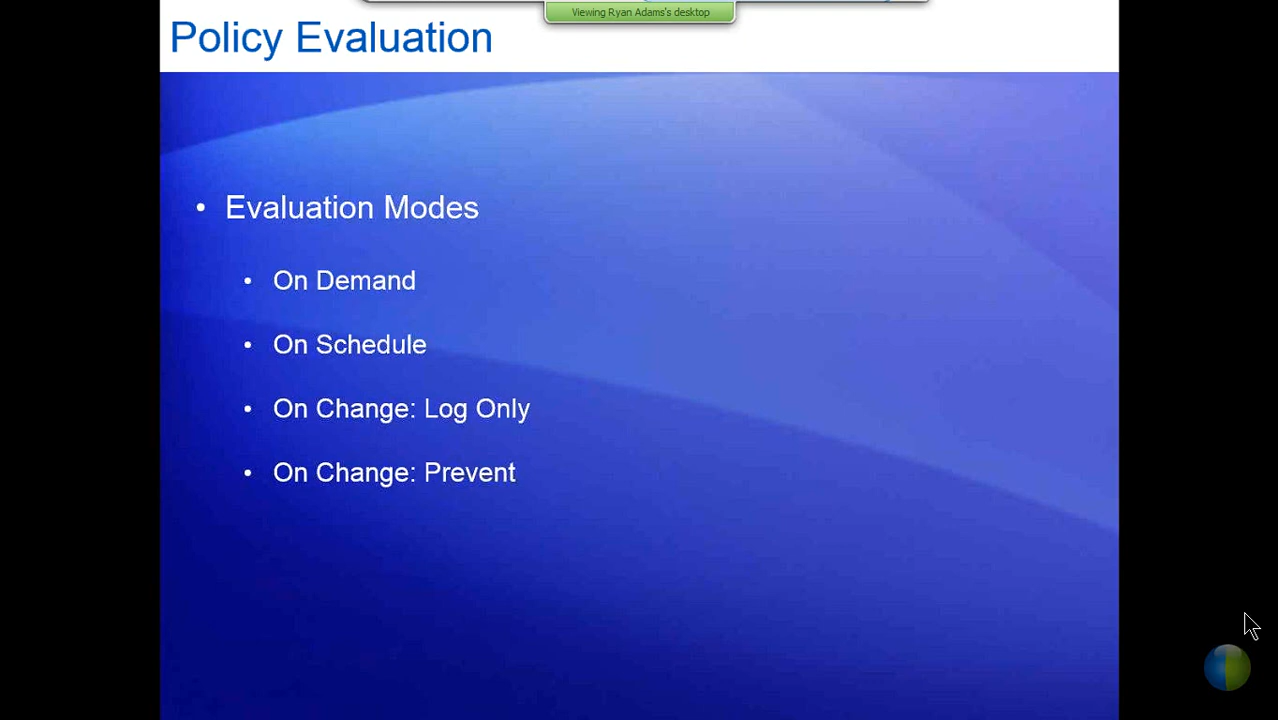 Viewing Ryan Adams's desktop
Policy Evaluation
• Evaluation Modes
• On Demand
• On Schedule
• On Change: Log Only
• On Change: Prevent